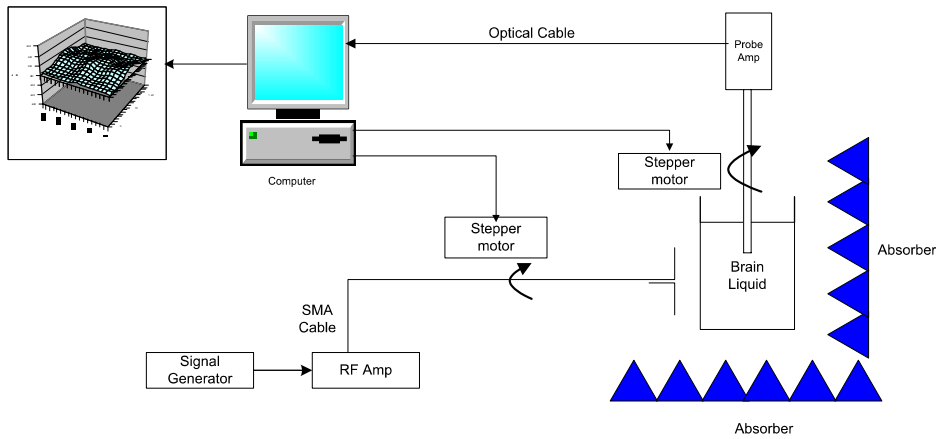 Optical Cable
Probe
Amp
Computer
Stepper
motor
Stepper
motor
Brain
Liquid
Absorber
SMA
Cable
Signal
Generator
RF Amp
Absorber